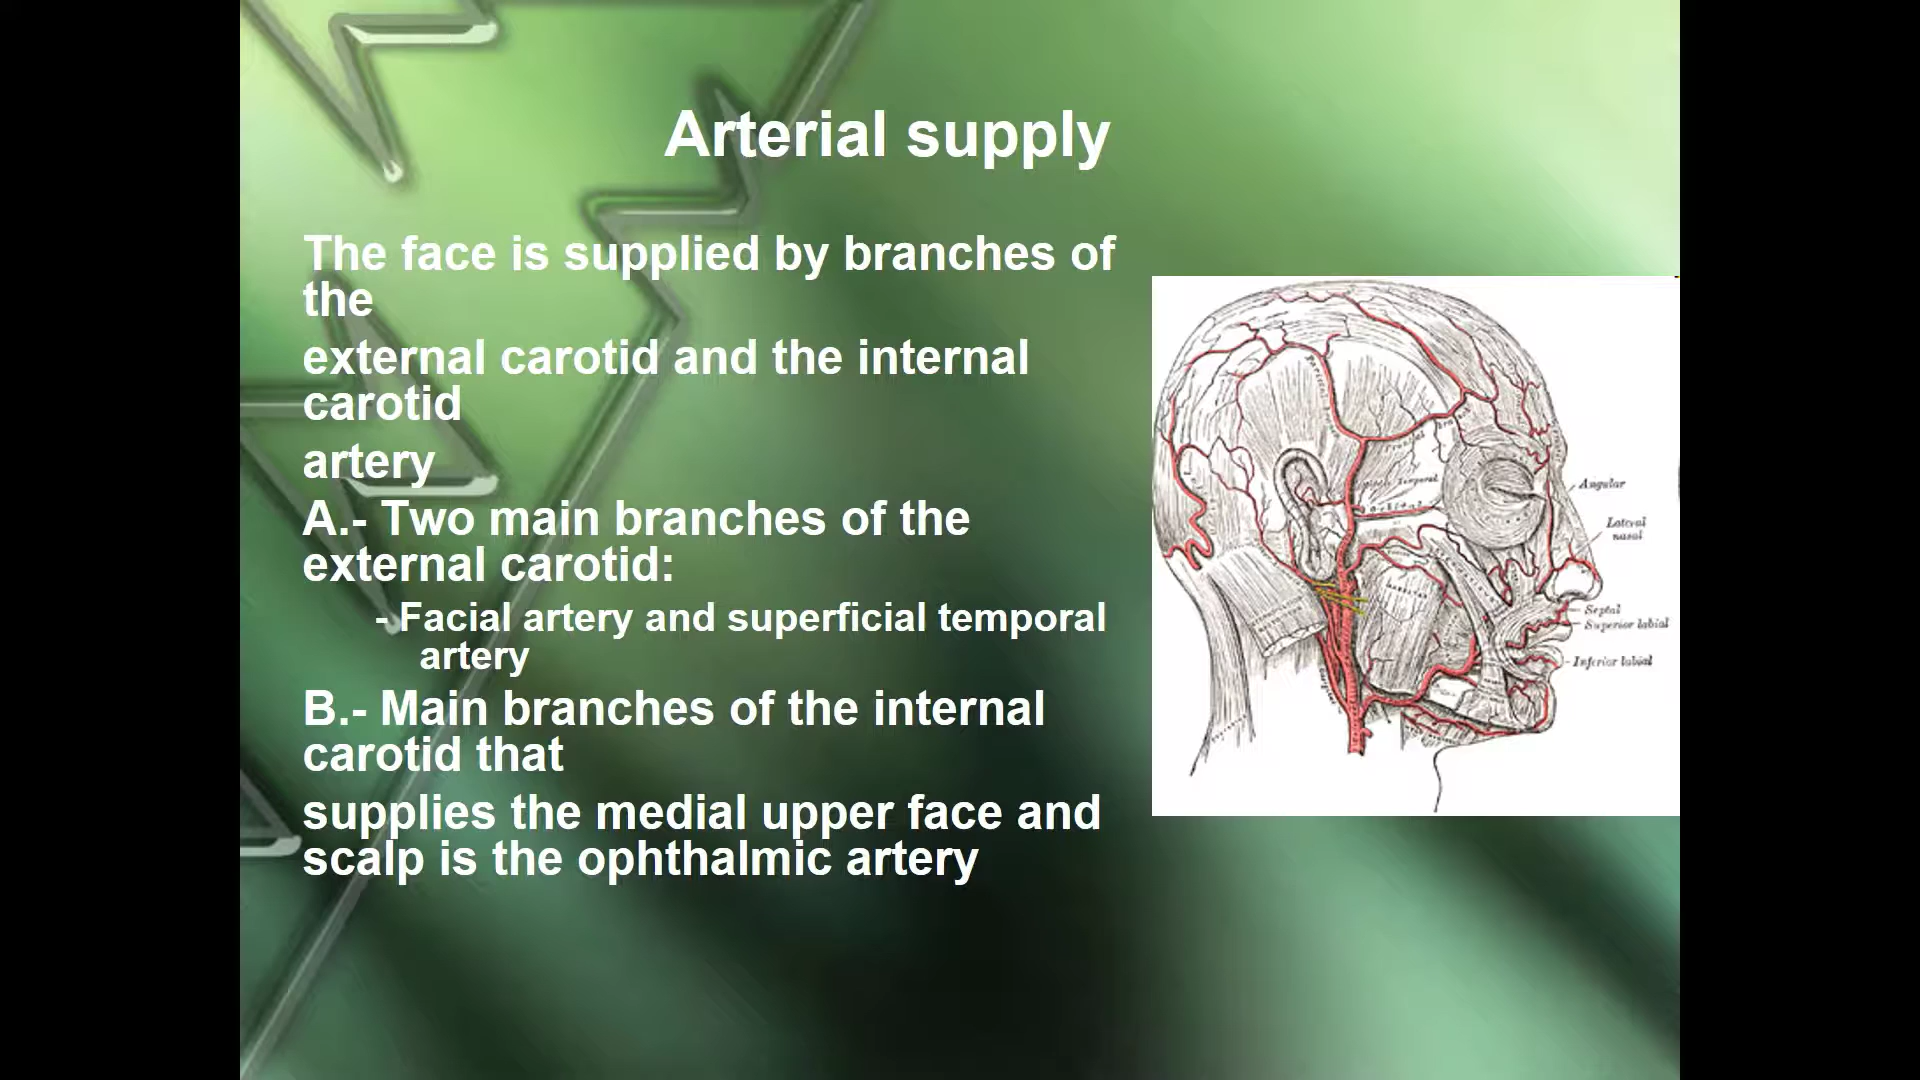 Arterial supply
The face is supplied by branches of
the
external carotid and the internal
carotid
artery
A.- Two main branches of the
external carotid:
- Facial artery and superficial temporal
artery
B.- Main branches of the internal
carotid that
supplies the medial upper face and
scalp is the ophthalmic artery
Angular
Lateral
nasal
Septal
Superior labial
Inferior labial